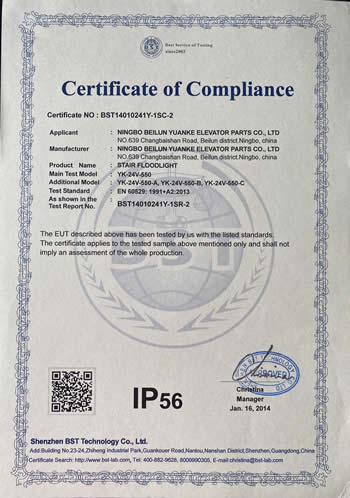 BST
Best Service of Testing
since2003
Certificate of Compliance
Certificate NO : BST14010241Y-1SC-2
Applicant : NINGBO BEILUN YUANKE ELEVATOR PARTS CO., LTD
NO.639 Changbaishan Road, Beilun district.Ningbo, china
Manufacturer : NINGBO BEILUN YUANKE ELEVATOR PARTS CO., LTD
NO.639 Changbaishan Road, Beilun district.Ningbo, china
Product Name : STAIR FLOODLIGHT
Main Test Model : YK-24V-550
Additional Model : YK-24V-550-A, YK-24V-550-B, YK-24V-550-C
Test Standard : EN 60829: 1991+A2:2013
As shown in the
Test Report No. : BST14010241Y-1SR-2
The EUT described above has been tested by us with the listed standards.
The certificate applies to the tested sample above mentioned only and shall not
imply an assessment of the whole production.
BST
APPROVED
IP56
Christina
Manager
Jan. 16, 2014
Shenzhen BST Technology Co., Ltd.
Add:Building No.23-24,Zhiheng Industrial Park,Guankouer Road,Nantou,Nanshan District,Shenzhen,Guangdong,China
Certificate Search: http://www.bst-lab.com, Tel: 400-882-9628, 8009990305, E-mail:christina@bst-lab.com